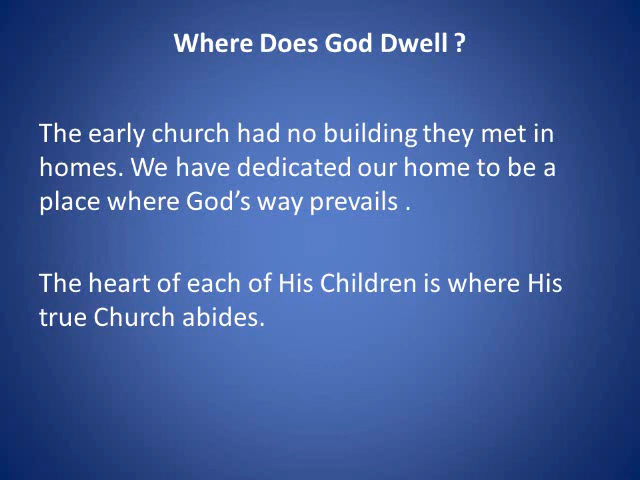 Where Does God Dwell ?
The early church had no building they met in
homes. We have dedicated our home to be a
place where God’s way prevails .
The heart of each of His Children is where His
true Church abides.